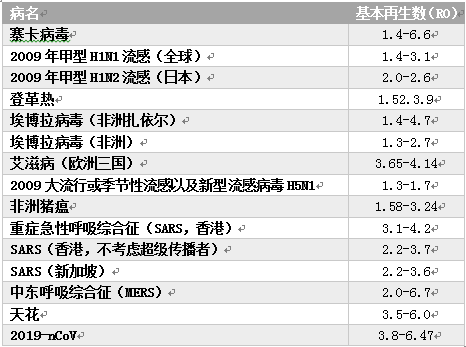 病名 基本再生数（R0）
寨卡病毒 1.4-6.6
2009年甲型H1N1流感（全球） 1.4-3.1
2009年甲型H1N2流感（日本） 2.0-2.6
登革热 1.52.3.9
埃博拉病毒（非洲扎伊尔） 1.4-4.7
埃博拉病毒（非洲） 1.3-2.7
艾滋病（欧洲三国） 3.65-4.14
2009大流行或季节性流感以及新型流感病毒H5N1 1.3-1.7
非洲猪瘟 1.58-3.24
重症急性呼吸综合征（SARS，香港） 3.1-4.2
SARS（香港，不考虑超级传播者） 2.2-3.7
SARS（新加坡） 2.2-3.6
中东呼吸综合征（MERS） 2.0-6.7
天花 3.5-6.0
2019-nCoV 3.8-6.47